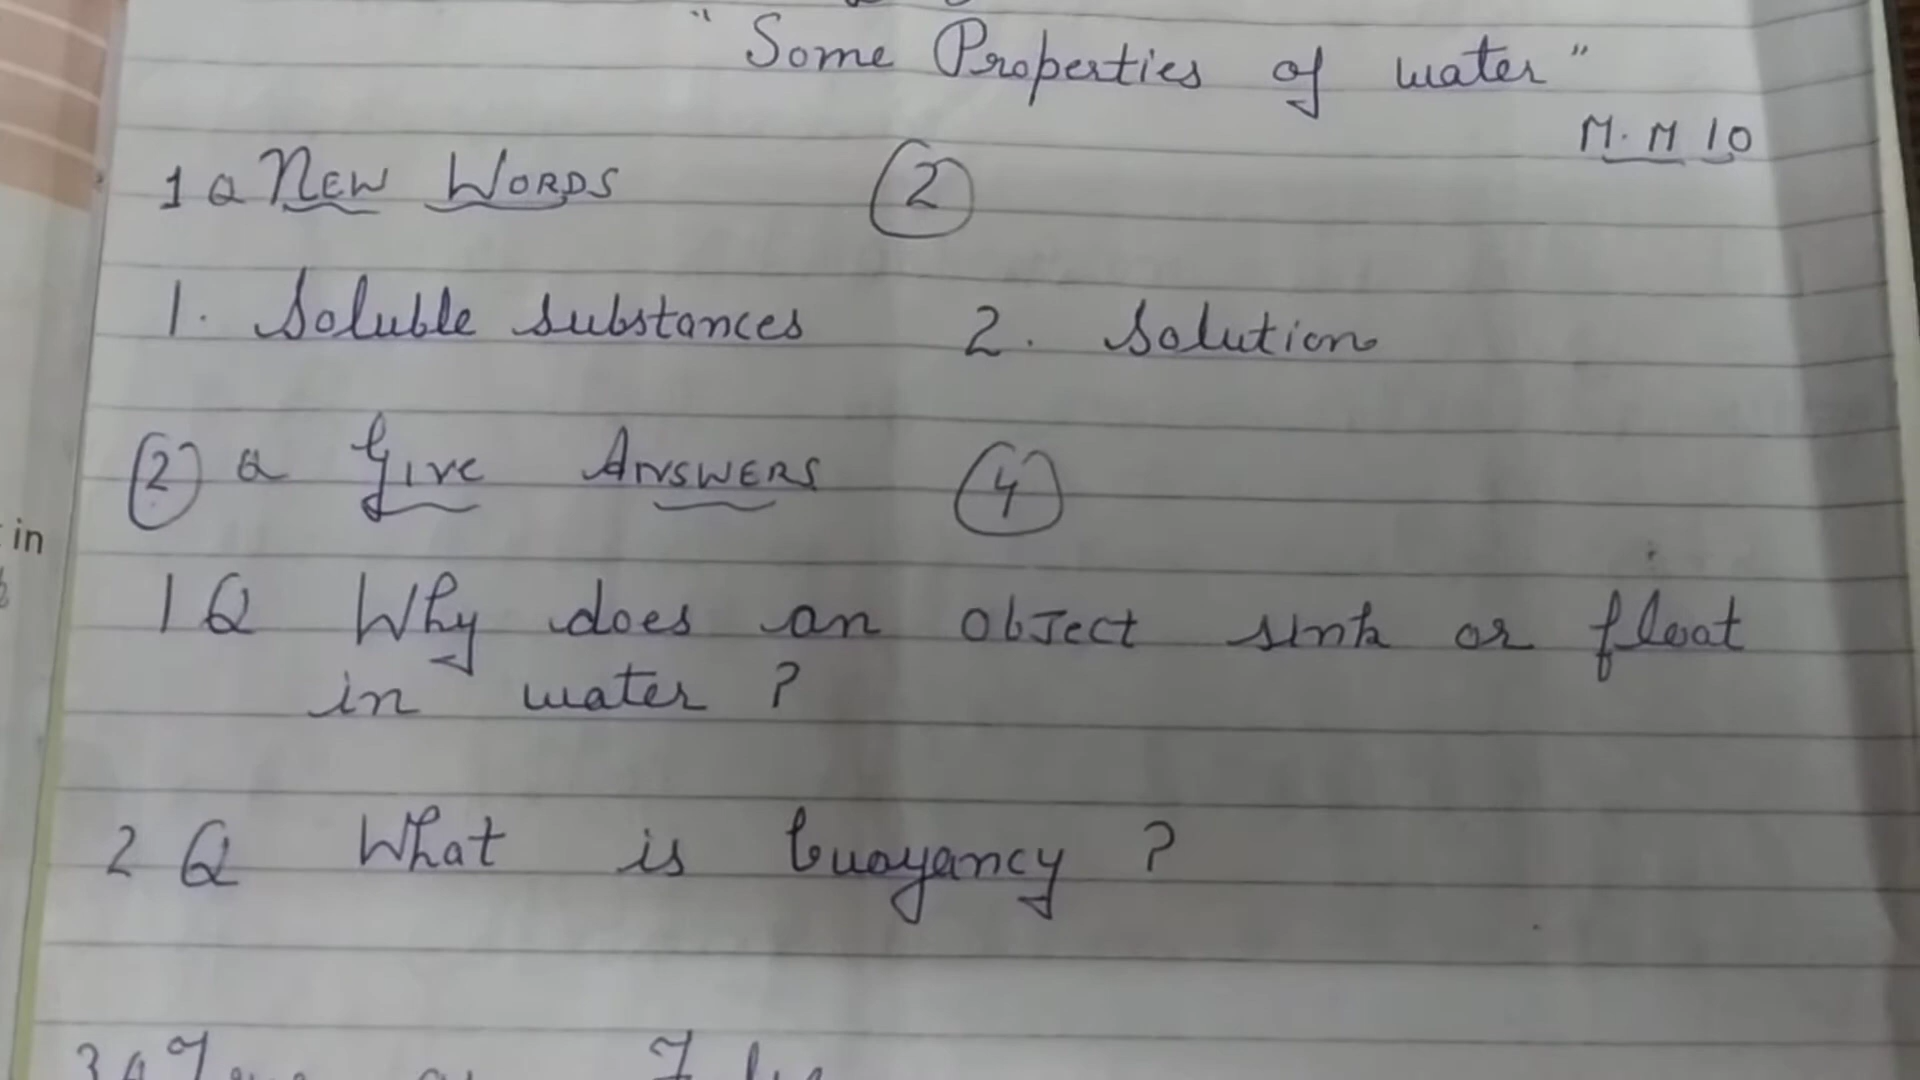 "Some Properties of water"
M.M 10
1 Q New Words (2)
1. Soluble substances 2. Solution
(2) Q Give Answers (4)
in
1 Q Why does an object sink or float
in water ?
2 Q What is buoyancy ?